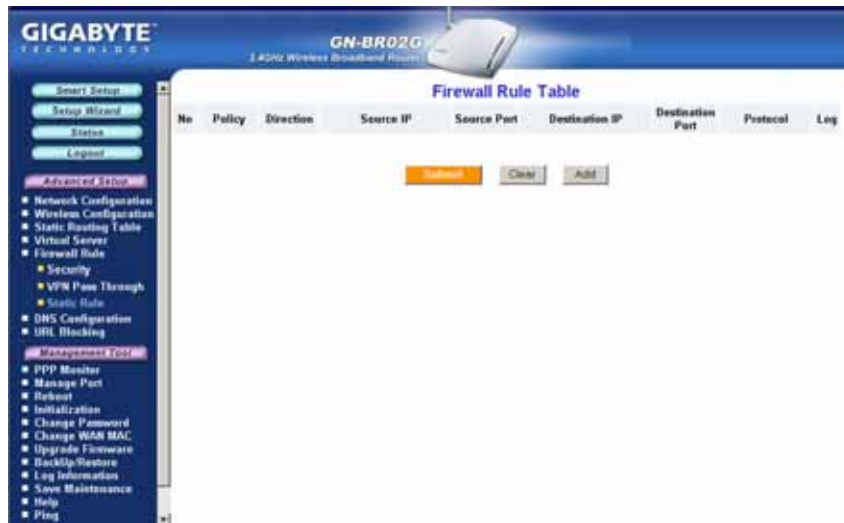 GIGABYTE
TECHNOLOGY
GN-BR02G
2.4GHz Wireless Broadband Router
Smart Setup
Setup Wizard
Status
Logout
Advanced Setup
Network Configuration
Wireless Configuration
Static Routing Table
Virtual Server
Firewall Rule
Security
VPN Pass Through
Static Rule
DNS Configuration
URL Blocking
Management Tool
PPP Monitor
Manage Port
Reboot
Initialization
Change Password
Change WAN MAC
Upgrade Firmware
BackUp/Restore
Log Information
Save Maintenance
Help
Ping
Firewall Rule Table
No Policy Direction Source IP Source Port Destination IP Destination Port Protocol Log
Submit Clear Add